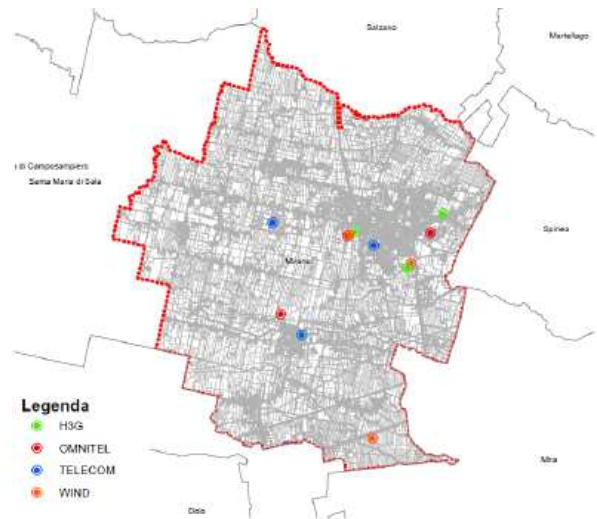 Salzano
Martellago
di Camposampiero
Santa Maria di Sala
Spinea
Mirano
Legenda
H3G
OMNITEL
TELECOM
WIND
Mira
Dolo